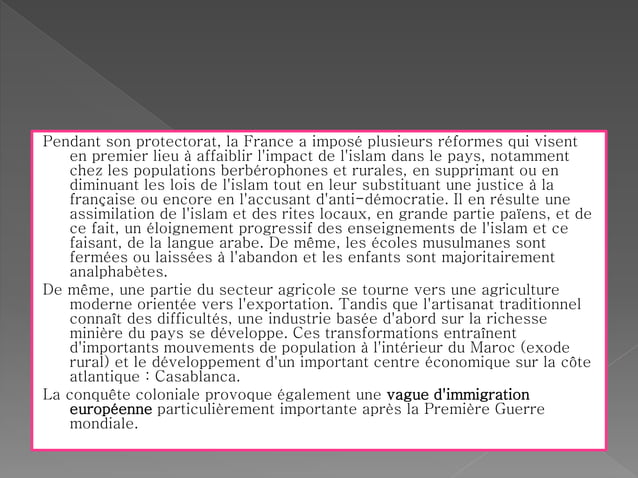 Pendant son protectorat, la France a imposé plusieurs réformes qui visent
en premier lieu à affaiblir l'impact de l'islam dans le pays, notamment
chez les populations berbérophones et rurales, en supprimant ou en
diminuant les lois de l'islam tout en leur substituant une justice à la
française ou encore en l'accusant d'anti-démocratie. Il en résulte une
assimilation de l'islam et des rites locaux, en grande partie païens, et de
ce fait, un éloignement progressif des enseignements de l'islam et ce
faisant, de la langue arabe. De même, les écoles musulmanes sont
fermées ou laissées à l'abandon et les enfants sont majoritairement
analphabètes.
De même, une partie du secteur agricole se tourne vers une agriculture
moderne orientée vers l'exportation. Tandis que l'artisanat traditionnel
connaît des difficultés, une industrie basée d'abord sur la richesse
minière du pays se développe. Ces transformations entraînent
d'importants mouvements de population à l'intérieur du Maroc (exode
rural) et le développement d'un important centre économique sur la côte
atlantique : Casablanca.
La conquête coloniale provoque également une vague d'immigration
européenne particulièrement importante après la Première Guerre
mondiale.